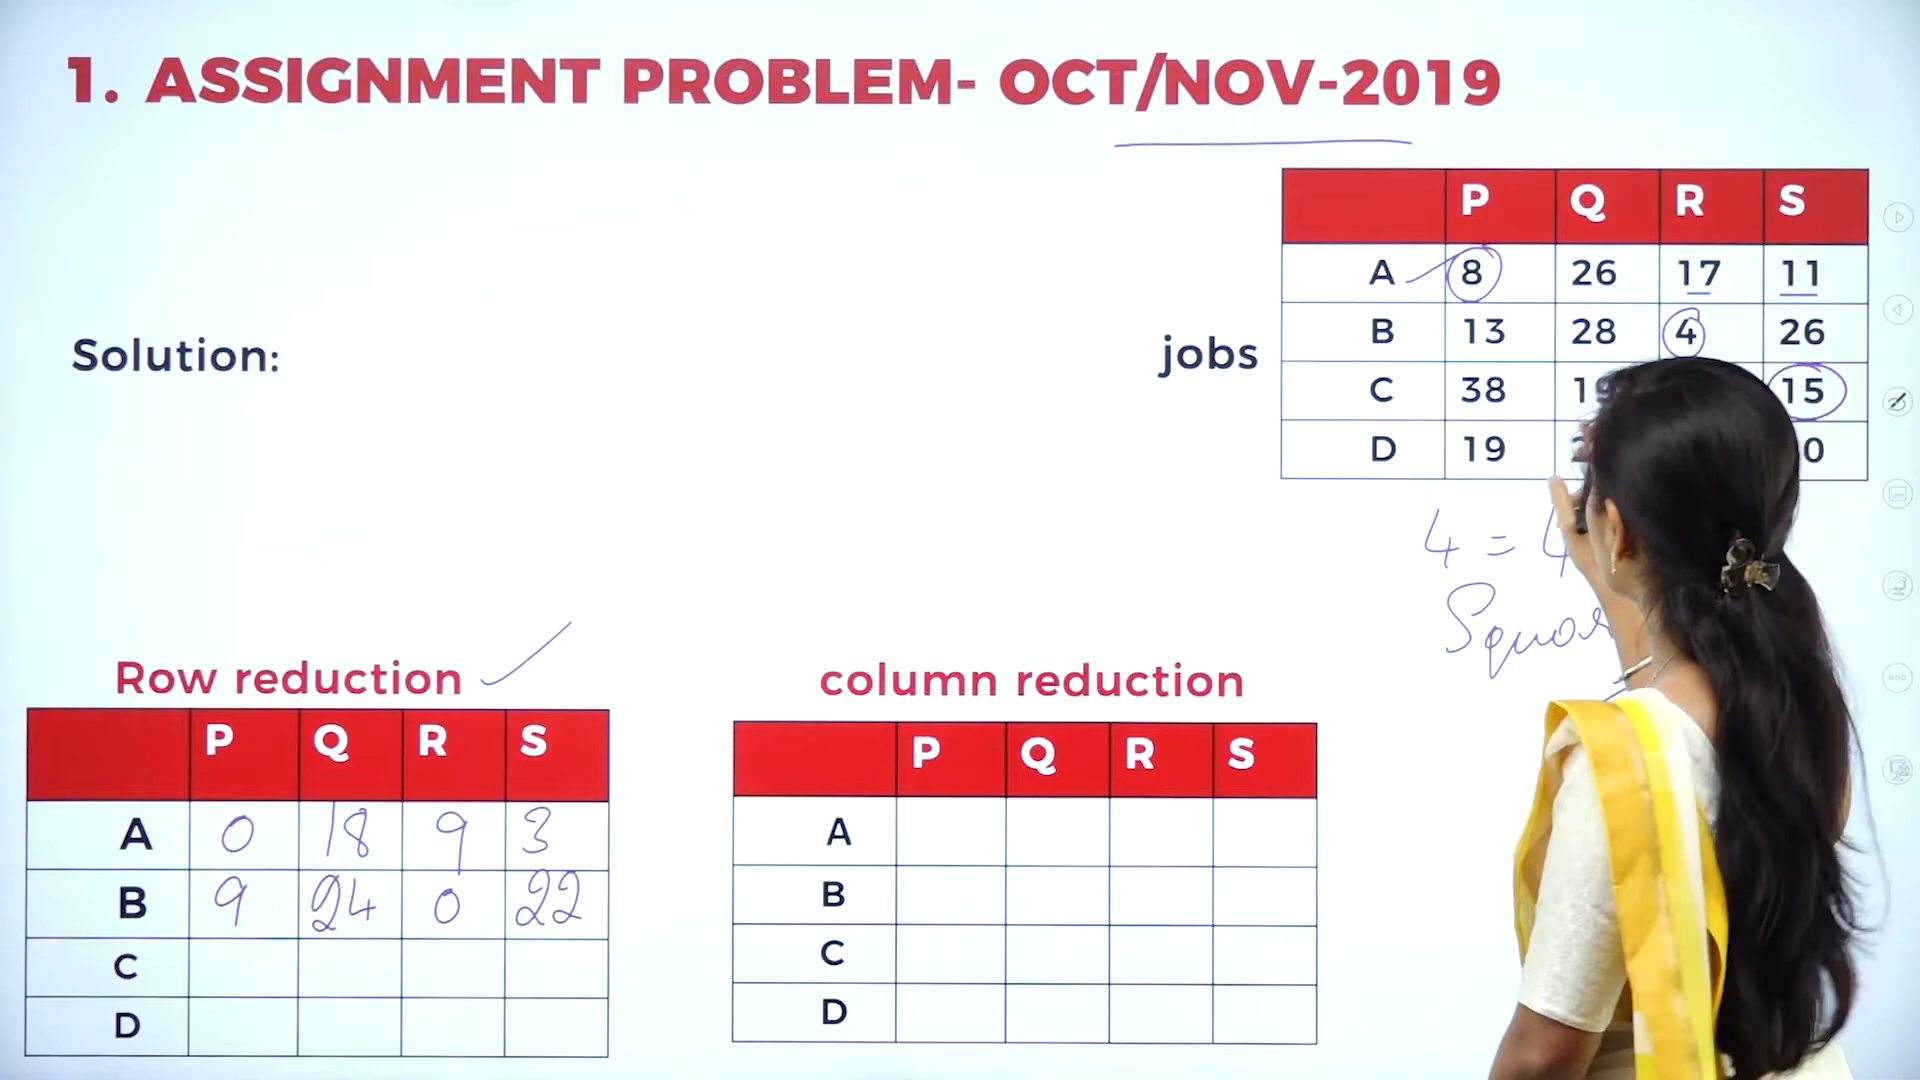 1. ASSIGNMENT PROBLEM- OCT/NOV-2019
P Q R S
A 8 26 17 11
B 13 28 4 26
jobs
C 38 15
D 19
Solution:
4 =
Row reduction
P Q R S
A 0 18 9 3
B 9 24 0 22
C
D
column reduction
P Q R S
A
B
C
D